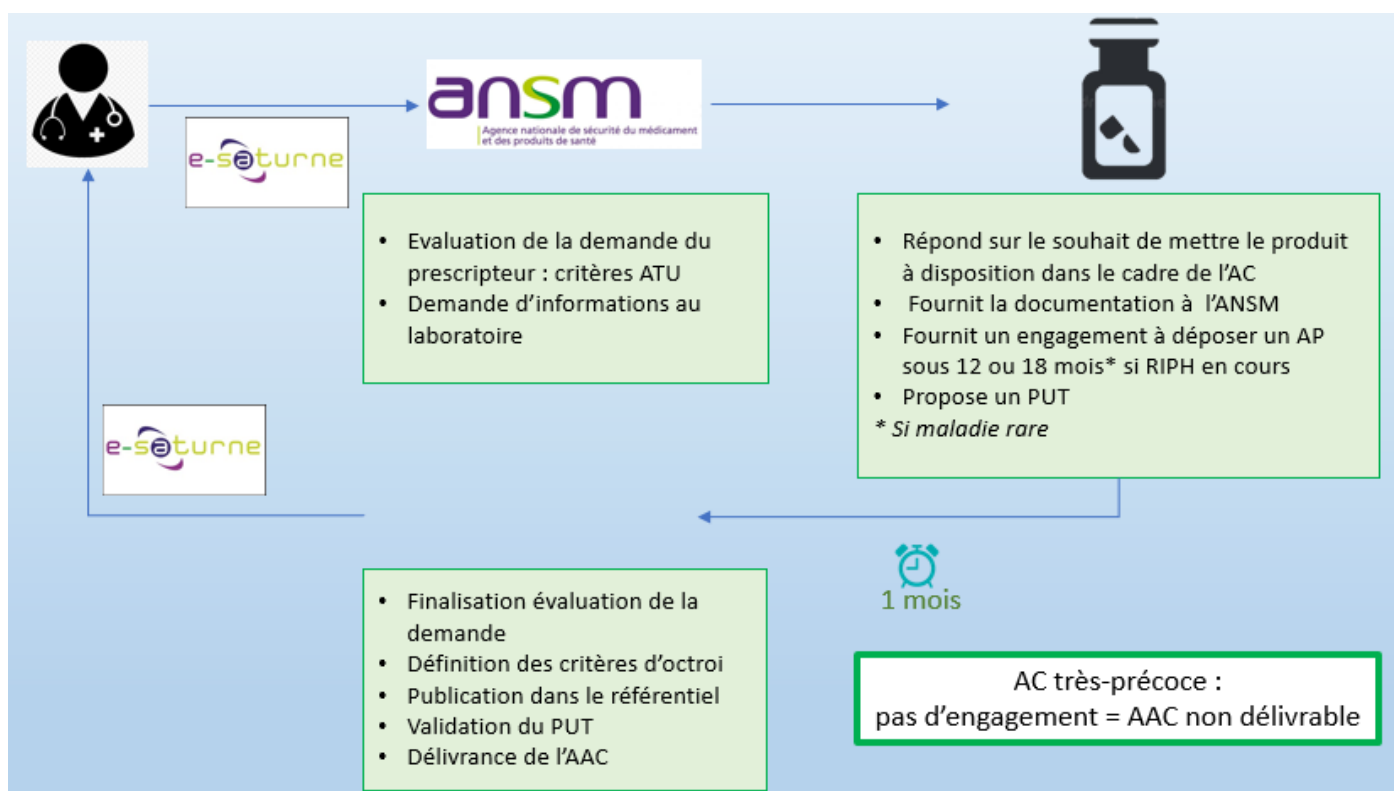 ansm
Agence nationale de sécurité du médicament
et des produits de santé
e-saturne
• Evaluation de la demande du
prescripteur : critères ATU
• Demande d’informations au
laboratoire
• Répond sur le souhait de mettre le produit
à disposition dans le cadre de l’AC
• Fournit la documentation à l’ANSM
• Fournit un engagement à déposer un AP
sous 12 ou 18 mois* si RIPH en cours
• Propose un PUT
* Si maladie rare
e-saturne
1 mois
• Finalisation évaluation de la
demande
• Définition des critères d’octroi
• Publication dans le référentiel
• Validation du PUT
• Délivrance de l’AAC
AC très-précoce :
pas d’engagement = AAC non délivrable